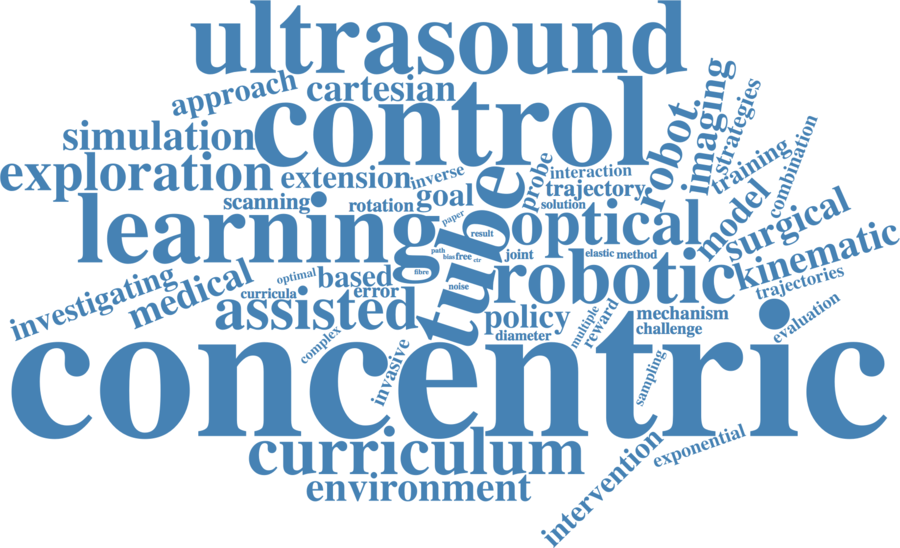 ultrasound
approach
cartesian
control
simulation
exploration
extension
inverse
goal
probe
interaction
trajectory
solution
robot.
imaging
strategies
training
combination
scanning
rotation
learning
paper
result
tube
optical
model
surgical
kinematic
trajectories
path
bias
free
ctr
joint
elastic
method
fibre
noise
investigating
medical
optimal
based
curricula
error
assisted
robotic
policy
diameter
multiple
reward
mechanism
challenge
evaluation
complex
invasive
sampling
concentric
curriculum
environment
intervention
exponential